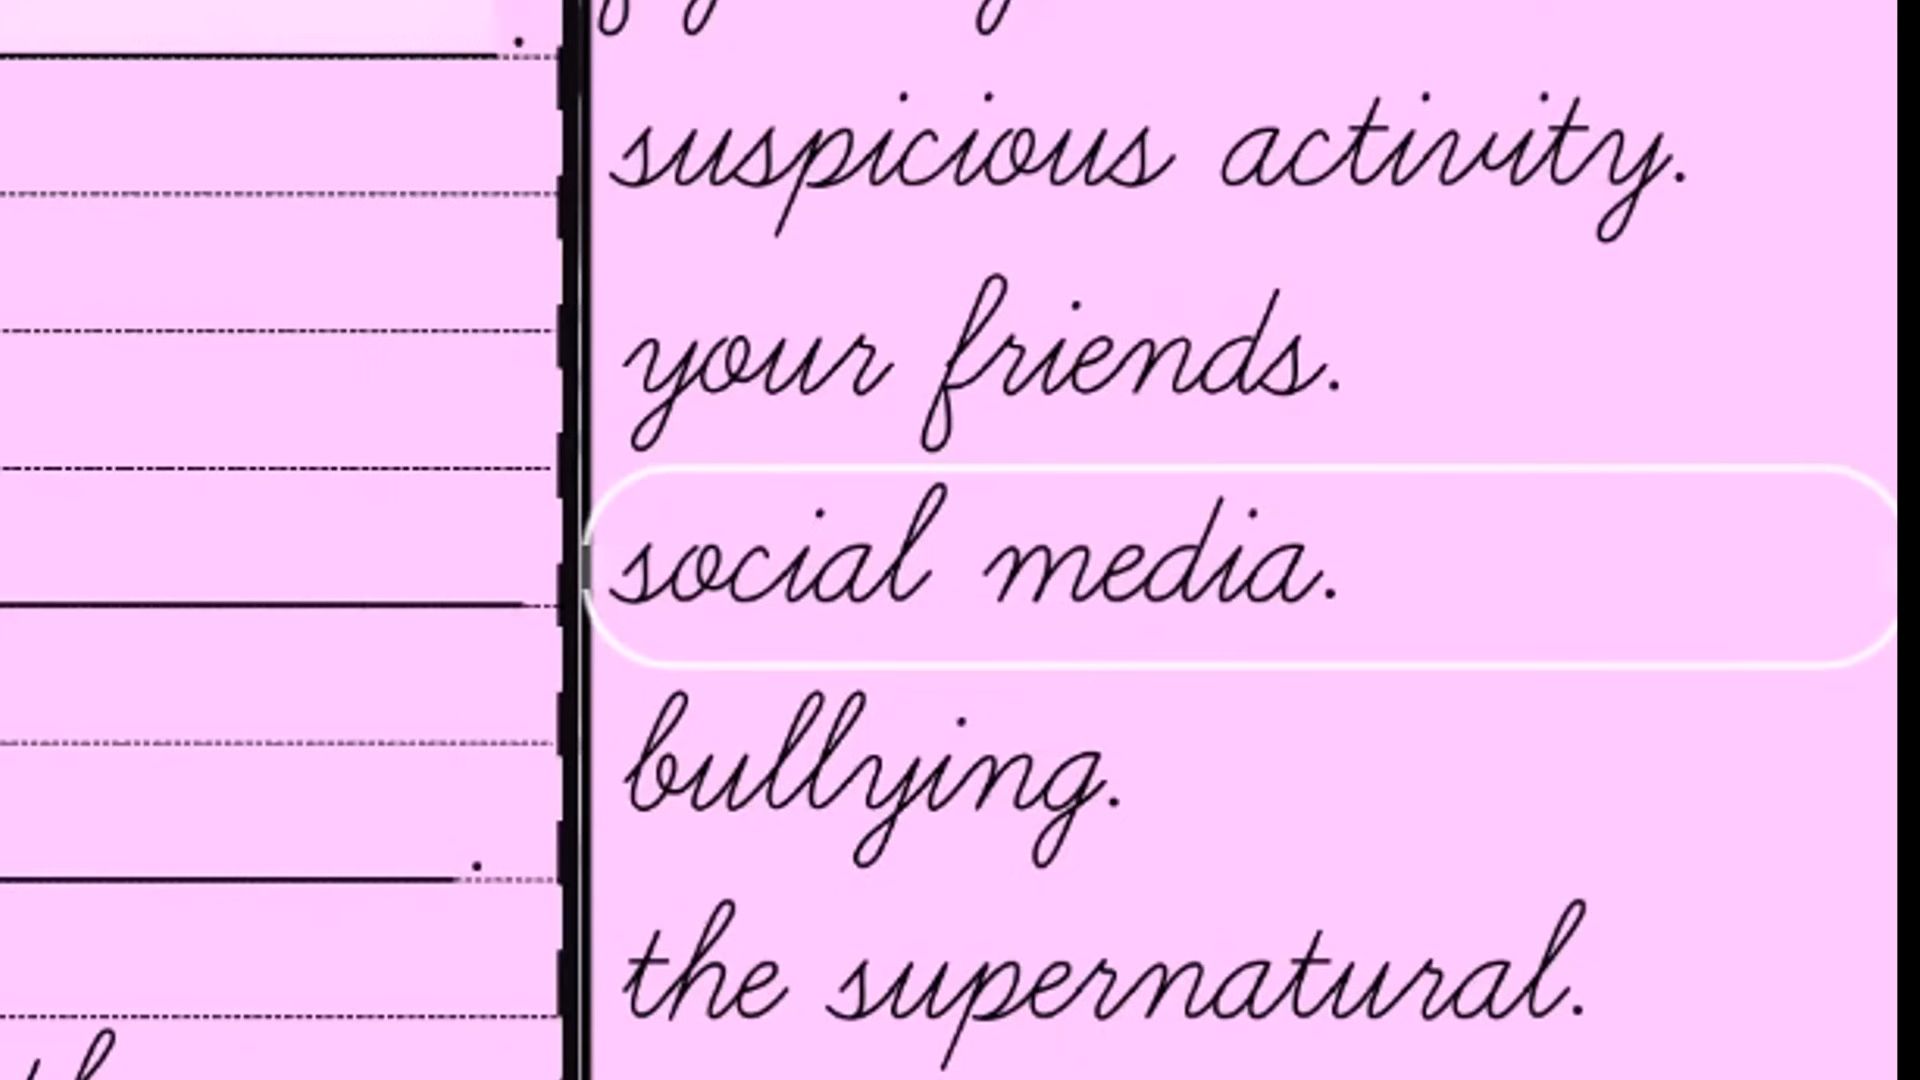 suspicious activity.
your friends.
social media.
bullying.
the supernatural.